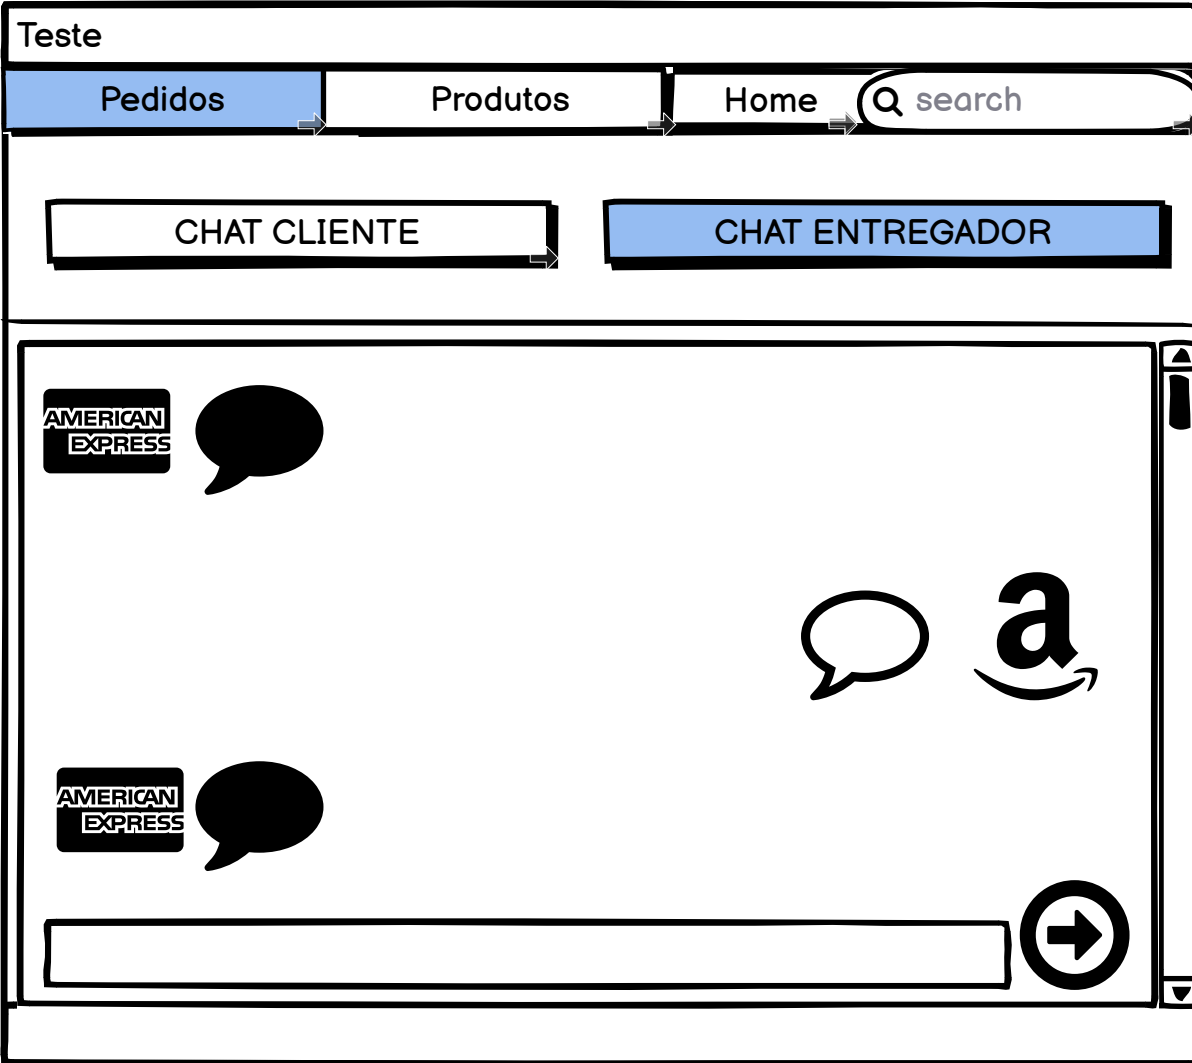 Teste
Pedidos
Produtos
Home
search
CHAT CLIENTE
CHAT ENTREGADOR
AMERICAN
EXPRESS
a
AMERICAN
EXPRESS